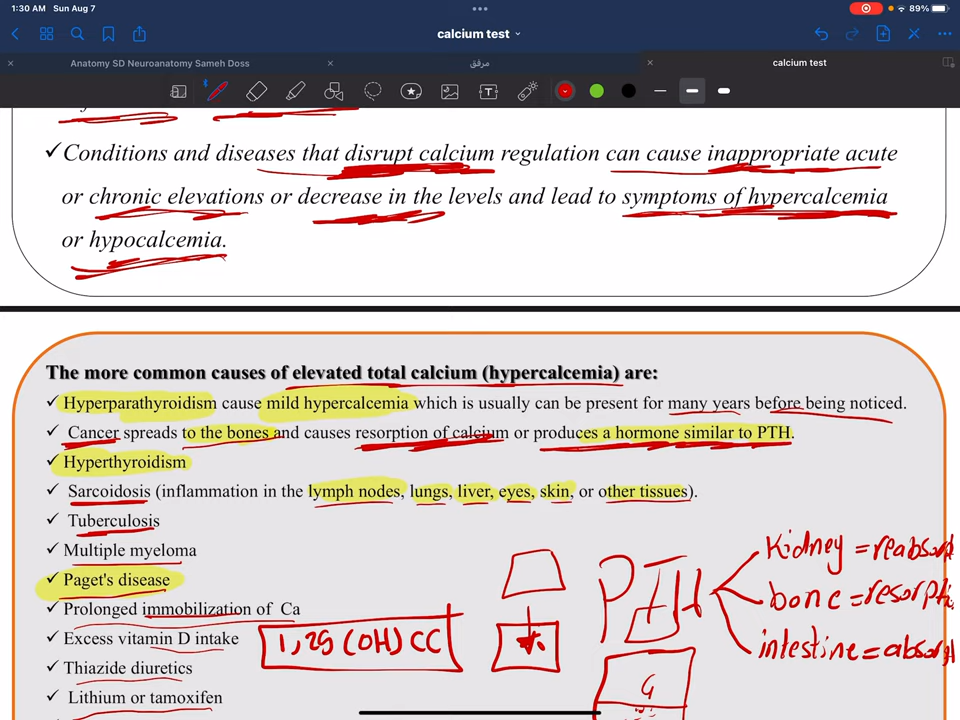 1:30 AM Sun Aug 7
89%
calcium test
Anatomy SD Neuroanatomy Sameh Doss
مرفق
calcium test
✓Conditions and diseases that disrupt calcium regulation can cause inappropriate acute
or chronic elevations or decrease in the levels and lead to symptoms of hypercalcemia
or hypocalcemia.
The more common causes of elevated total calcium (hypercalcemia) are:
✓ Hyperparathyroidism cause mild hypercalcemia which is usually can be present for many years before being noticed.
✓ Cancer spreads to the bones and causes resorption of calcium or produces a hormone similar to PTH.
✓ Hyperthyroidism
✓ Sarcoidosis (inflammation in the lymph nodes, lungs, liver, eyes, skin, or other tissues).
✓ Tuberculosis
✓ Multiple myeloma
✓ Paget's disease
✓ Prolonged immobilization of Ca
✓ Excess vitamin D intake
✓ Thiazide diuretics
✓ Lithium or tamoxifen
1,25 (OH) CC
PTH
Kidney = reabsor
bone = resorptio
intestine = absorpt